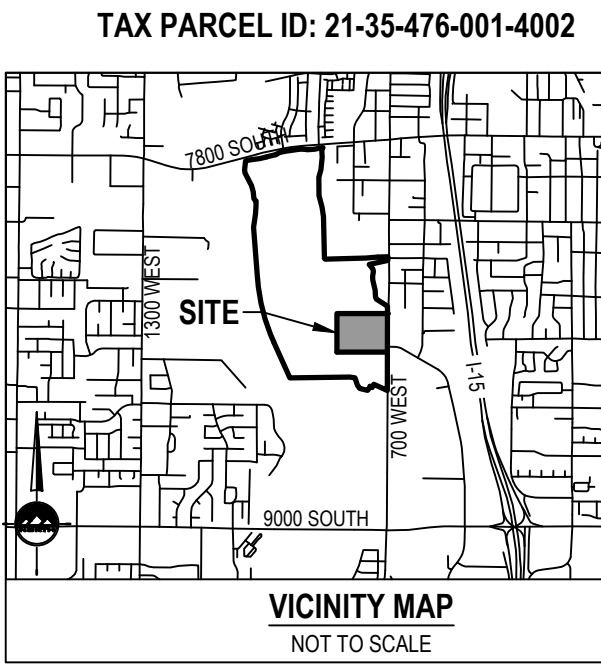 TAX PARCEL ID: 21-35-476-001-4002
7800 SOUTH
1300 WEST
SITE
I-15
700 WEST
9000 SOUTH
VICINITY MAP
NOT TO SCALE